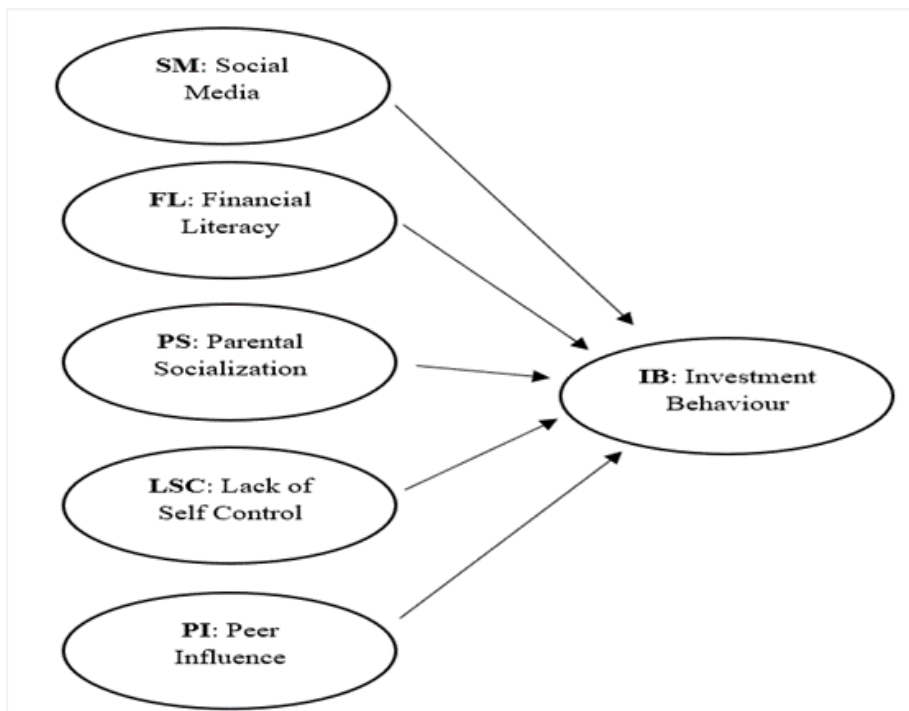 SM: Social
Media
FL: Financial
Literacy
PS: Parental
Socialization
IB: Investment
Behaviour
LSC: Lack of
Self Control
PI: Peer
Influence